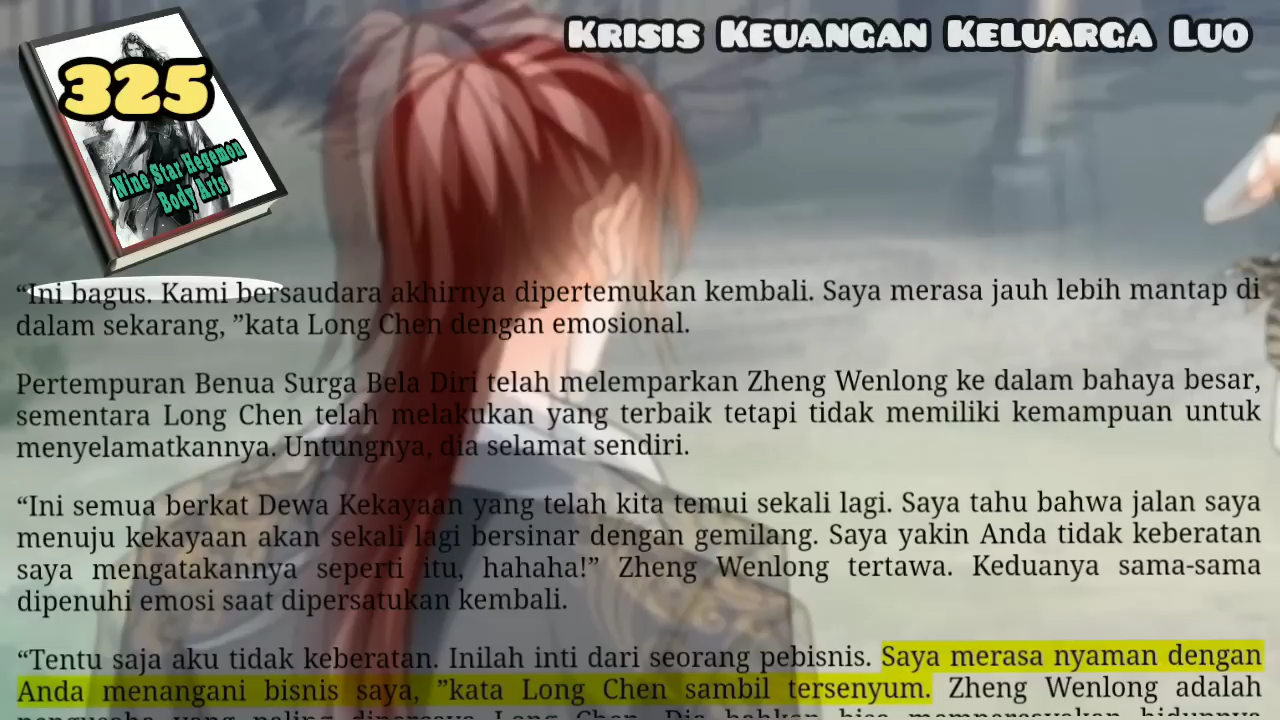 Krisis Keuangan Keluarga Luo
325
Nine Star Hegemon
Body Arts
“Ini bagus. Kami bersaudara akhirnya dipertemukan kembali. Saya merasa jauh lebih mantap di
dalam sekarang, ”kata Long Chen dengan emosional.
Pertempuran Benua Surga Bela Diri telah melemparkan Zheng Wenlong ke dalam bahaya besar,
sementara Long Chen telah melakukan yang terbaik tetapi tidak memiliki kemampuan untuk
menyelamatkannya. Untungnya, dia selamat sendiri.
“Ini semua berkat Dewa Kekayaan yang telah kita temui sekali lagi. Saya tahu bahwa jalan saya
menuju kekayaan akan sekali lagi bersinar dengan gemilang. Saya yakin Anda tidak keberatan
saya mengatakannya seperti itu, hahaha!” Zheng Wenlong tertawa. Keduanya sama-sama
dipenuhi emosi saat dipersatukan kembali.
“Tentu saja aku tidak keberatan. Inilah inti dari seorang pebisnis. Saya merasa nyaman dengan
Anda menangani bisnis saya, ”kata Long Chen sambil tersenyum. Zheng Wenlong adalah